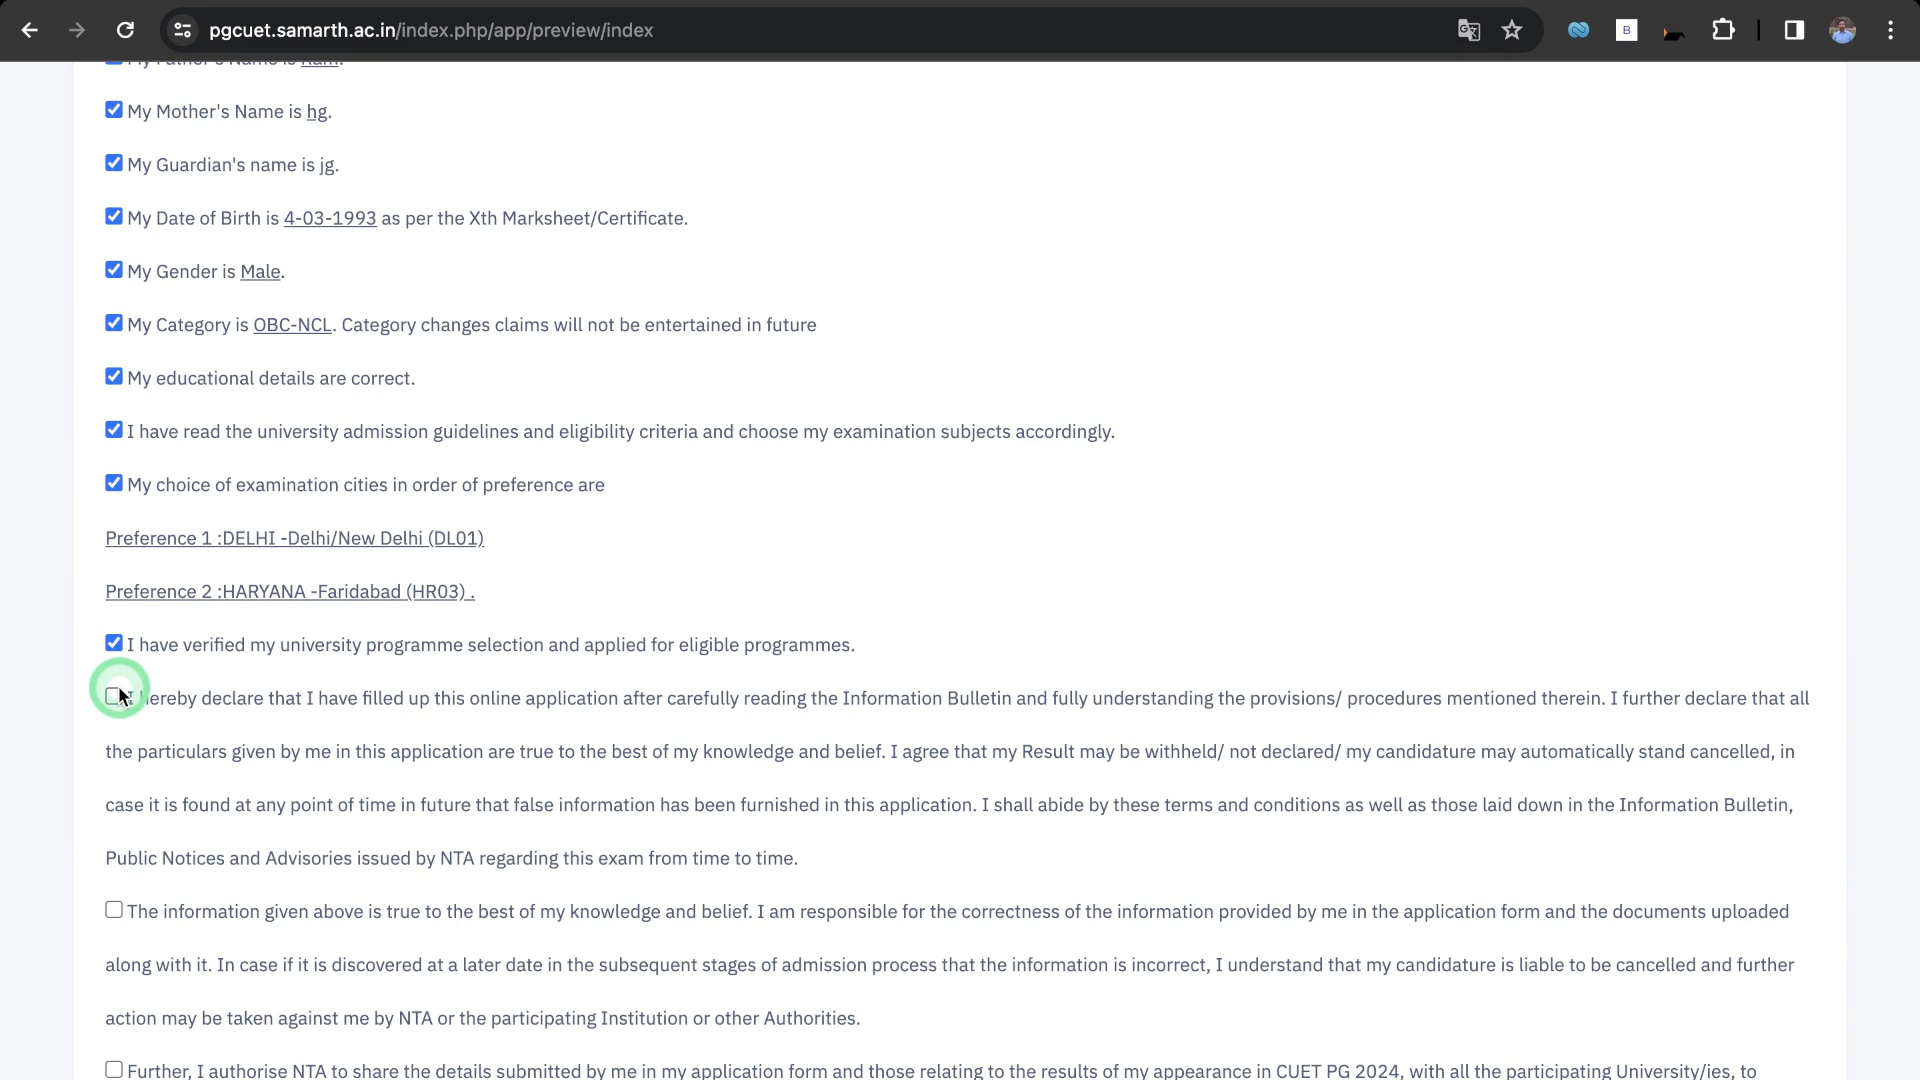 pgcuet.samarth.ac.in/index.php/app/preview/index
B
My Father's Name is Ram.
My Mother's Name is hg.
My Guardian's name is jg.
My Date of Birth is 4-03-1993 as per the Xth Marksheet/Certificate.
My Gender is Male.
My Category is OBC-NCL. Category changes claims will not be entertained in future
My educational details are correct.
I have read the university admission guidelines and eligibility criteria and choose my examination subjects accordingly.
My choice of examination cities in order of preference are
Preference 1 :DELHI -Delhi/New Delhi (DL01)
Preference 2 :HARYANA -Faridabad (HR03) .
I have verified my university programme selection and applied for eligible programmes.
I hereby declare that I have filled up this online application after carefully reading the Information Bulletin and fully understanding the provisions/ procedures mentioned therein. I further declare that all
the particulars given by me in this application are true to the best of my knowledge and belief. I agree that my Result may be withheld/ not declared/ my candidature may automatically stand cancelled, in
case it is found at any point of time in future that false information has been furnished in this application. I shall abide by these terms and conditions as well as those laid down in the Information Bulletin,
Public Notices and Advisories issued by NTA regarding this exam from time to time.
The information given above is true to the best of my knowledge and belief. I am responsible for the correctness of the information provided by me in the application form and the documents uploaded
along with it. In case if it is discovered at a later date in the subsequent stages of admission process that the information is incorrect, I understand that my candidature is liable to be cancelled and further
action may be taken against me by NTA or the participating Institution or other Authorities.
Further, I authorise NTA to share the details submitted by me in my application form and those relating to the results of my appearance in CUET PG 2024, with all the participating University/ies, to